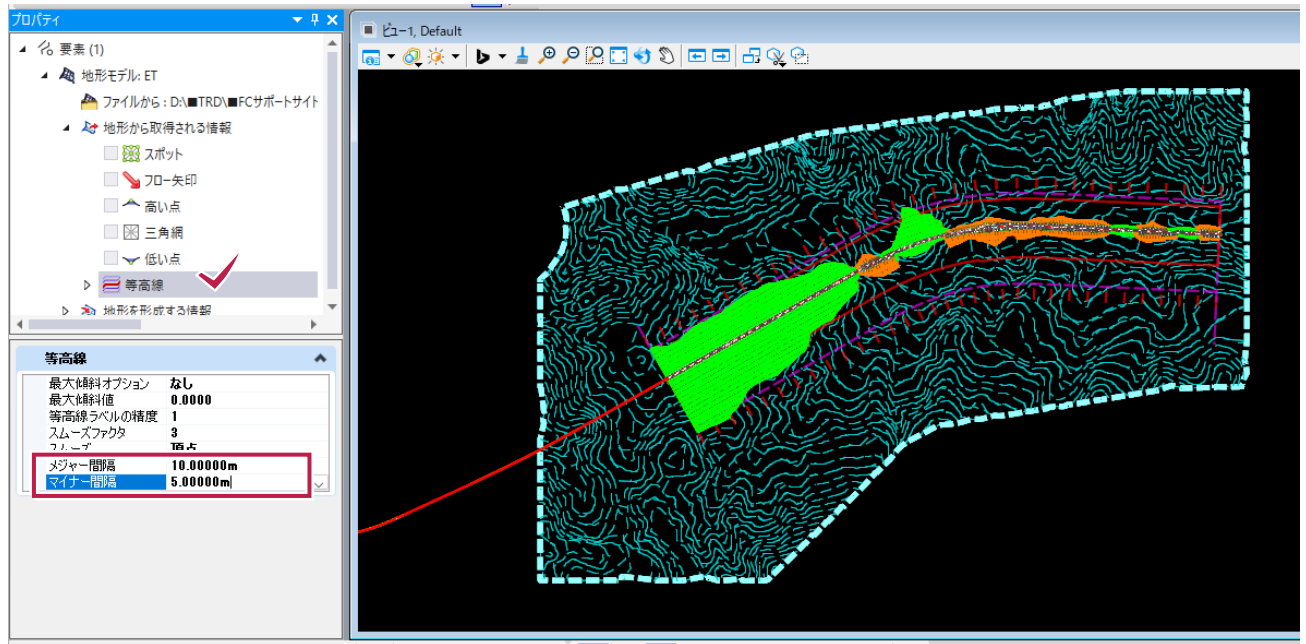 プロパティ
要素 (1)
地形モデル: ET
ファイルから : D:\■TRD\■FCサポートサイト
地形から取得される情報
スポット
フロー矢印
高い点
三角網
低い点
等高線
地形を形成する情報
等高線
最大傾斜オプション なし
最大傾斜値 0.0000
等高線ラベルの精度 1
スムーズファクタ 3
スムーズ 頂点
メジャー間隔 10.00000m
マイナー間隔 5.00000m
ビュー1, Default